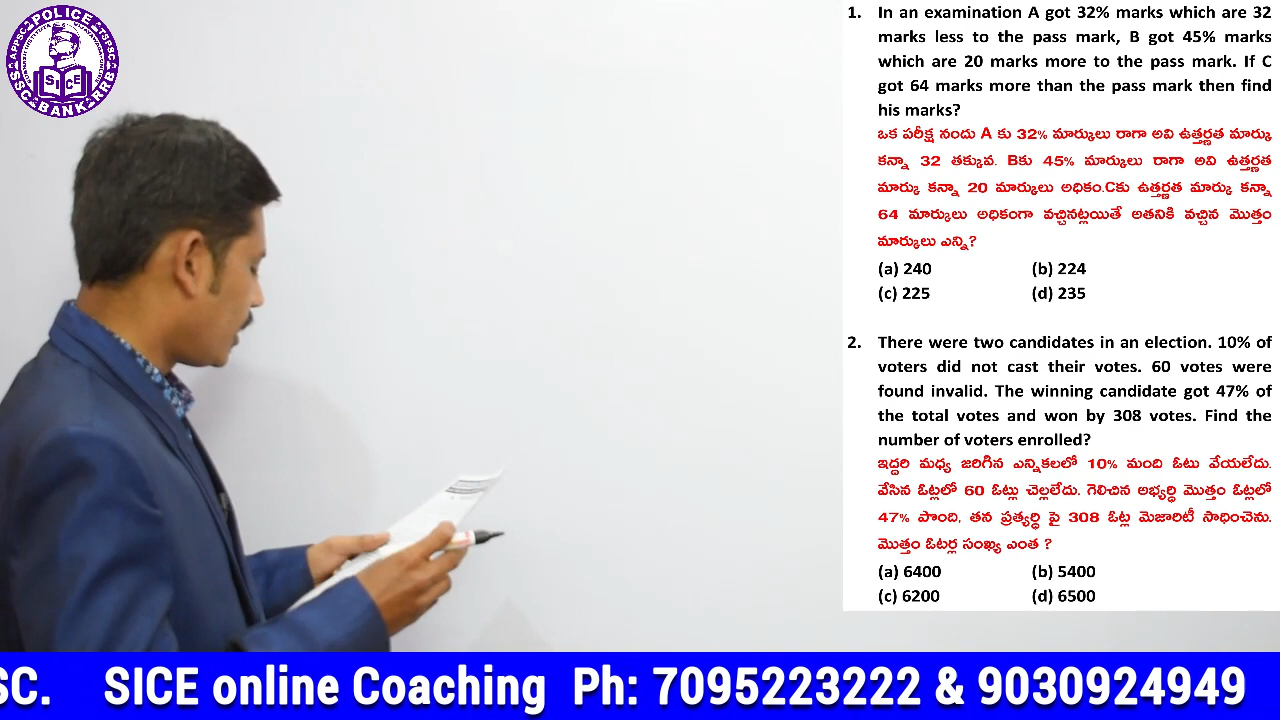 POLICE
APPSC
TSPSC
SSC
BANK
RRB
SICE
1. In an examination A got 32% marks which are 32
marks less to the pass mark, B got 45% marks
which are 20 marks more to the pass mark. If C
got 64 marks more than the pass mark then find
his marks?
ఒక పరీక్ష నందు A కు 32% మార్కులు రాగా అవి ఉత్తర్ణత మార్కు
కన్నా 32 తక్కువ. Bకు 45% మార్కులు రాగా అవి ఉత్తర్ణత
మార్కు కన్నా 20 మార్కులు అధికం.Cకు ఉత్తర్ణత మార్కు కన్నా
64 మార్కులు అధికంగా వచ్చినట్లయితే అతనికి వచ్చిన మొత్తం
మార్కులు ఎన్ని?
(a) 240 (b) 224
(c) 225 (d) 235
2. There were two candidates in an election. 10% of
voters did not cast their votes. 60 votes were
found invalid. The winning candidate got 47% of
the total votes and won by 308 votes. Find the
number of voters enrolled?
ఇద్దరి మధ్య జరిగిన ఎన్నికలలో 10% మంది ఓటు వేయలేదు.
వేసిన ఓట్లలో 60 ఓట్లు చెల్లలేదు. గెలిచిన అభ్యర్ధి మొత్తం ఓట్లలో
47% పొంది, తన ప్రత్యర్ధి పై 308 ఓట్ల మెజారిటీ సాధించెను.
మొత్తం ఓటర్ల సంఖ్య ఎంత ?
(a) 6400 (b) 5400
(c) 6200 (d) 6500
SC. SICE online Coaching Ph: 7095223222 & 9030924949